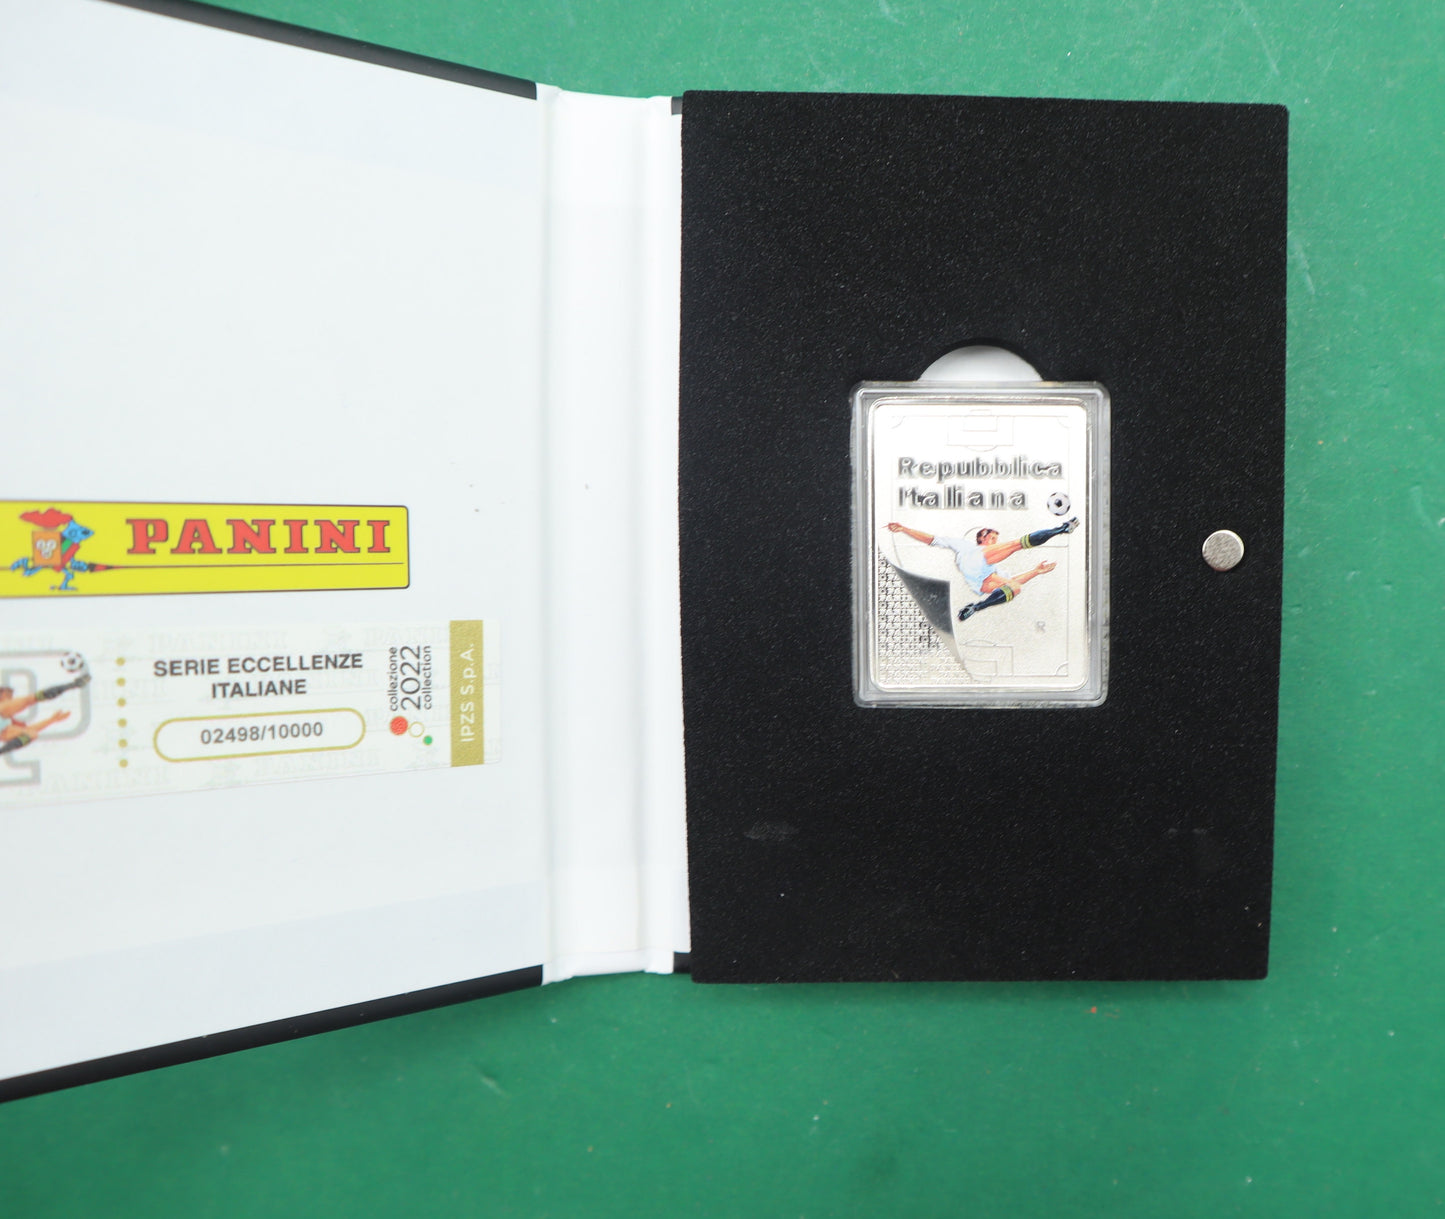 PANINI
SERIE ECCELLENZE
ITALIANE
02498/10000
collezione
2022
collection
IPZS S.p.A.
Repubblica
Italiana
R